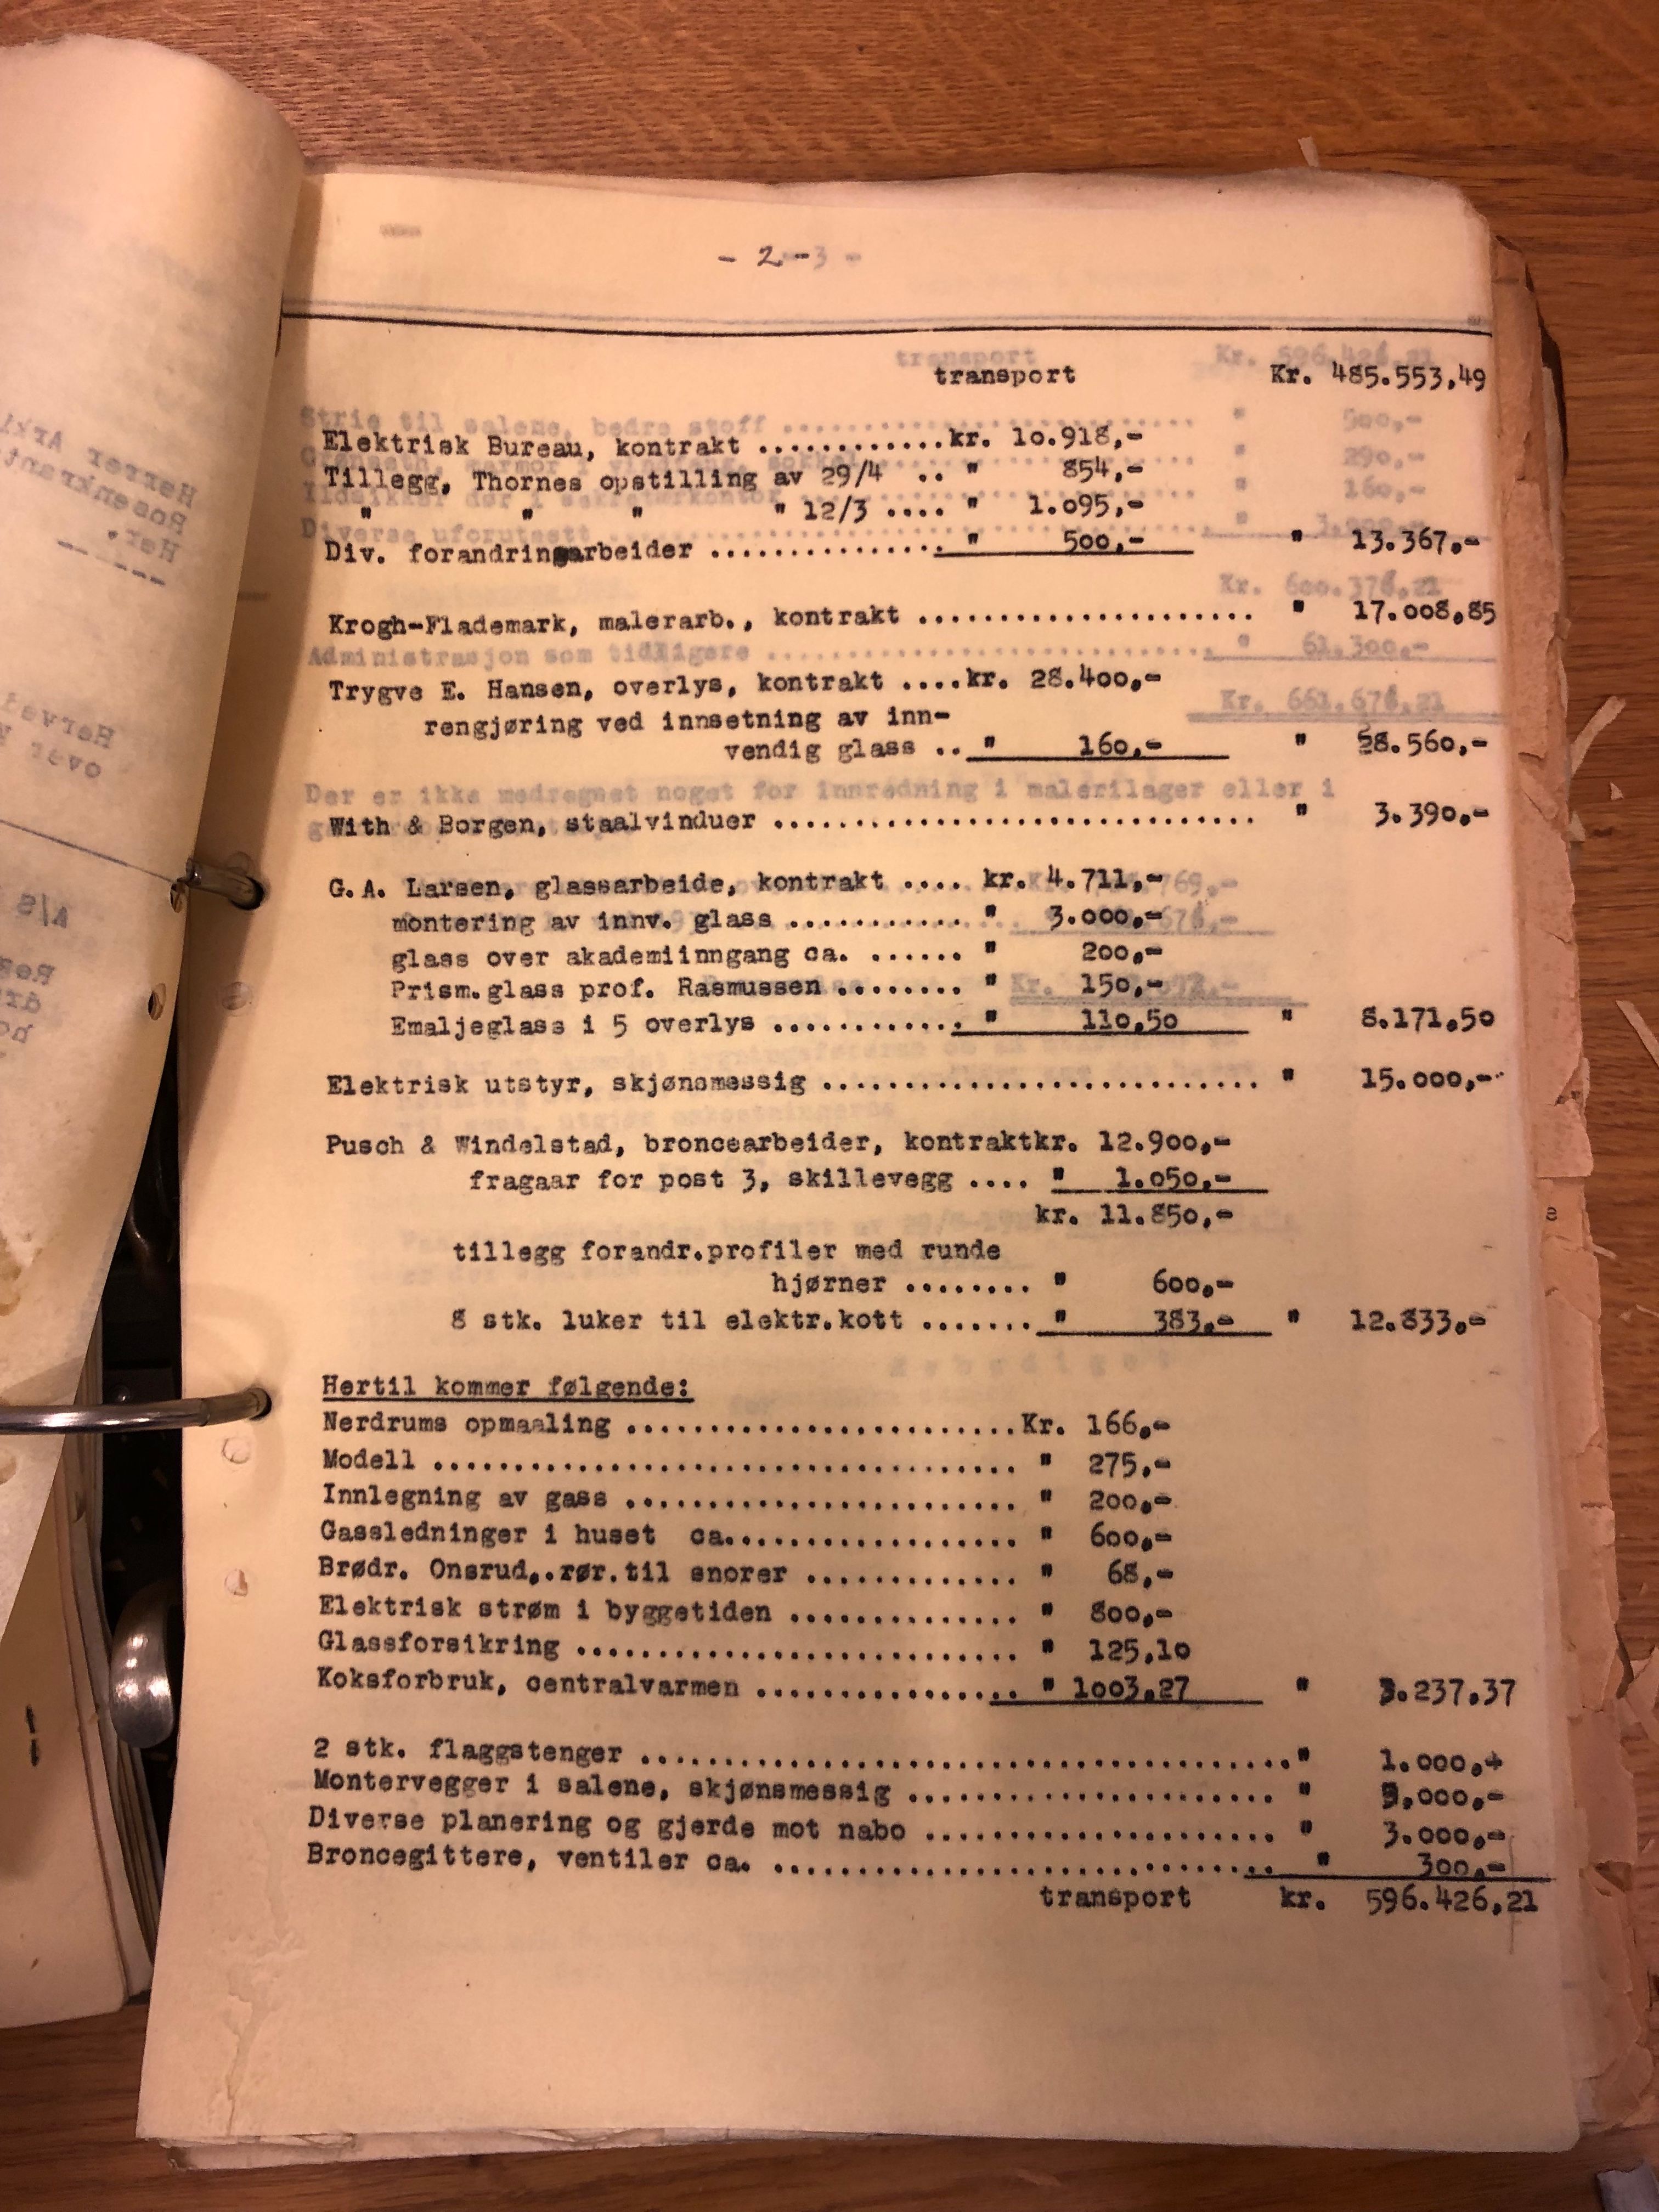 - 2 -
transport Kr. 485.553,49
Elektrisk Bureau, kontrakt ............kr. 10.918,-
Tillegg, Thornes opstilling av 29/4 .. " 854,-
" " " " 12/3 .... " 1.095,-
Div. forandringarbeider ............... " 500,- " 13.367,-
Krogh-Flademark, malerarb., kontrakt ..................... " 17.008,85
Trygve E. Hansen, overlys, kontrakt ....kr. 28.400,-
rengjøring ved innsetning av inn-
vendig glass .. " 160,- " 28.560,-
With & Borgen, staalvinduer .............................. " 3.390,-
G.A. Larsen, glassarbeide, kontrakt .... kr. 4.711,-
montering av innv. glass ........... " 3.000,-
glass over akademiinngang ca. ...... " 200,-
Prism.glass prof. Rasmussen ........ " 150,-
Emaljeglass i 5 overlys ............ " 110,50 " 8.171,50
Elektrisk utstyr, skjønsmessig ........................... " 15.000,-
Pusch & Windelstad, broncearbeider, kontraktkr. 12.900,-
fragaar for post 3, skillevegg .... " 1.050,-
kr. 11.850,-
tillegg forandr.profiler med runde
hjørner ........ " 600,-
8 stk. luker til elektr.kott ....... " 383,- " 12.833,-
Hertil kommer følgende:
Nerdrums opmaaling ........................Kr. 166,-
Modell .................................... " 275,-
Innlegning av gass ........................ " 200,-
Gassledninger i huset ca................... " 600,-
Brødr. Onsrud,.rør.til snorer ............. " 68,-
Elektrisk strøm i byggetiden .............. " 800,-
Glassforsikring ........................... " 125,10
Koksforbruk, centralvarmen ................ " 1003,27 " 3.237,37
2 stk. flaggstenger ........................................." 1.000,-
Montervegger i salene, skjønsmessig ....................... " 5.000,-
Diverse planering og gjerde mot nabo ...................... " 3.000,-
Broncegittere, ventiler ca. ............................... " 300,-
transport kr. 596.426,21